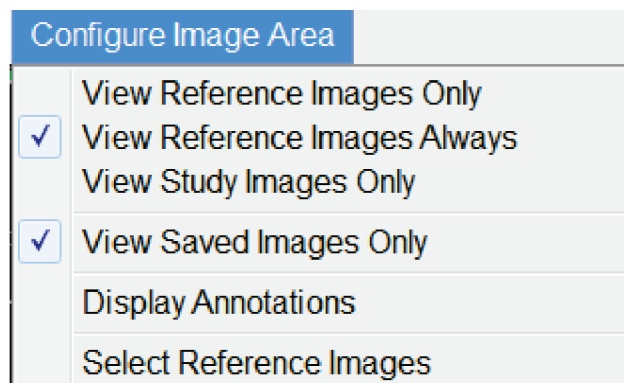 Configure Image Area
View Reference Images Only
View Reference Images Always
View Study Images Only
View Saved Images Only
Display Annotations
Select Reference Images